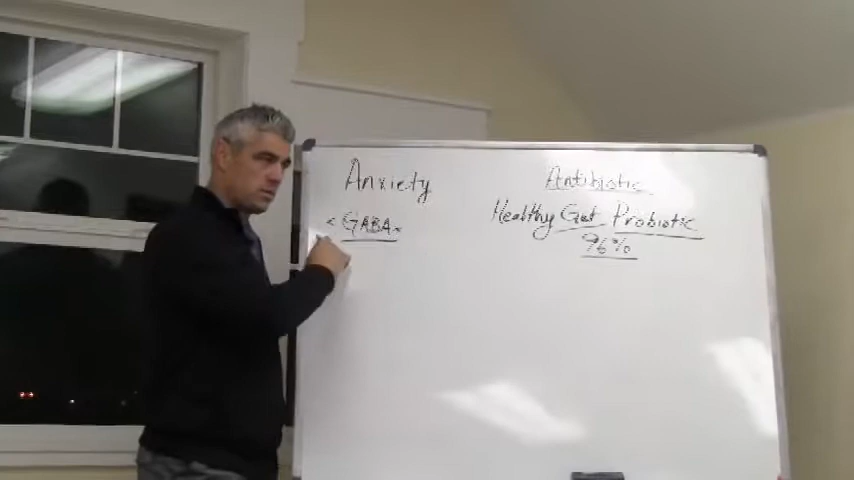 Anxiety
< GABA
Antibiotic
Healthy Gut Probiotic
96%